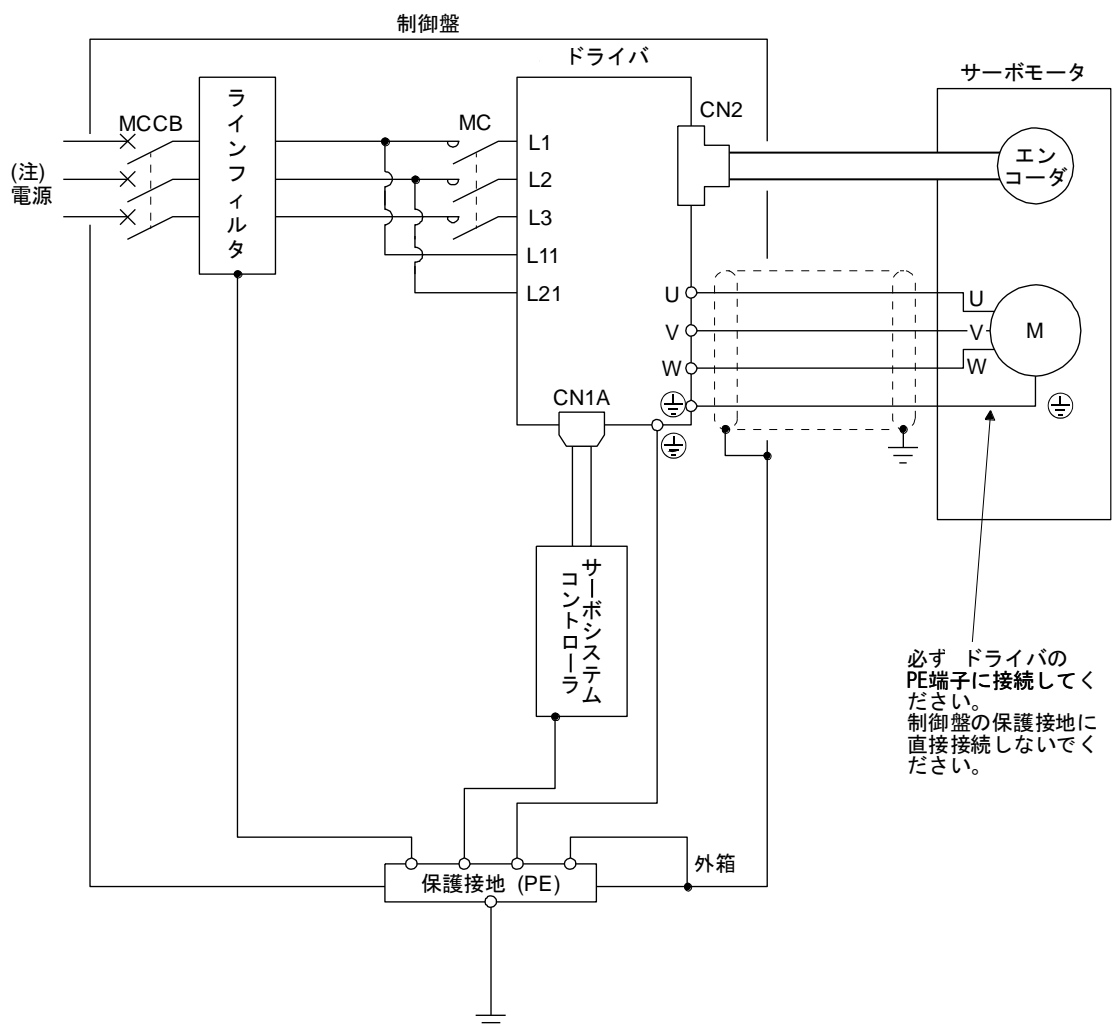 制御盤
ドライバ
サーボモータ
ラインフィルタ
MCCB
MC
CN2
L1
L2
L3
L11
L21
(注)
電源
エン
コーダ
U
V
W
U
V
W
M
CN1A
サーボシステム
コントローラ
必ず ドライバの
PE端子に接続してく
ださい。
制御盤の保護接地に
直接接続しないでく
ださい。
外箱
保護接地 (PE)